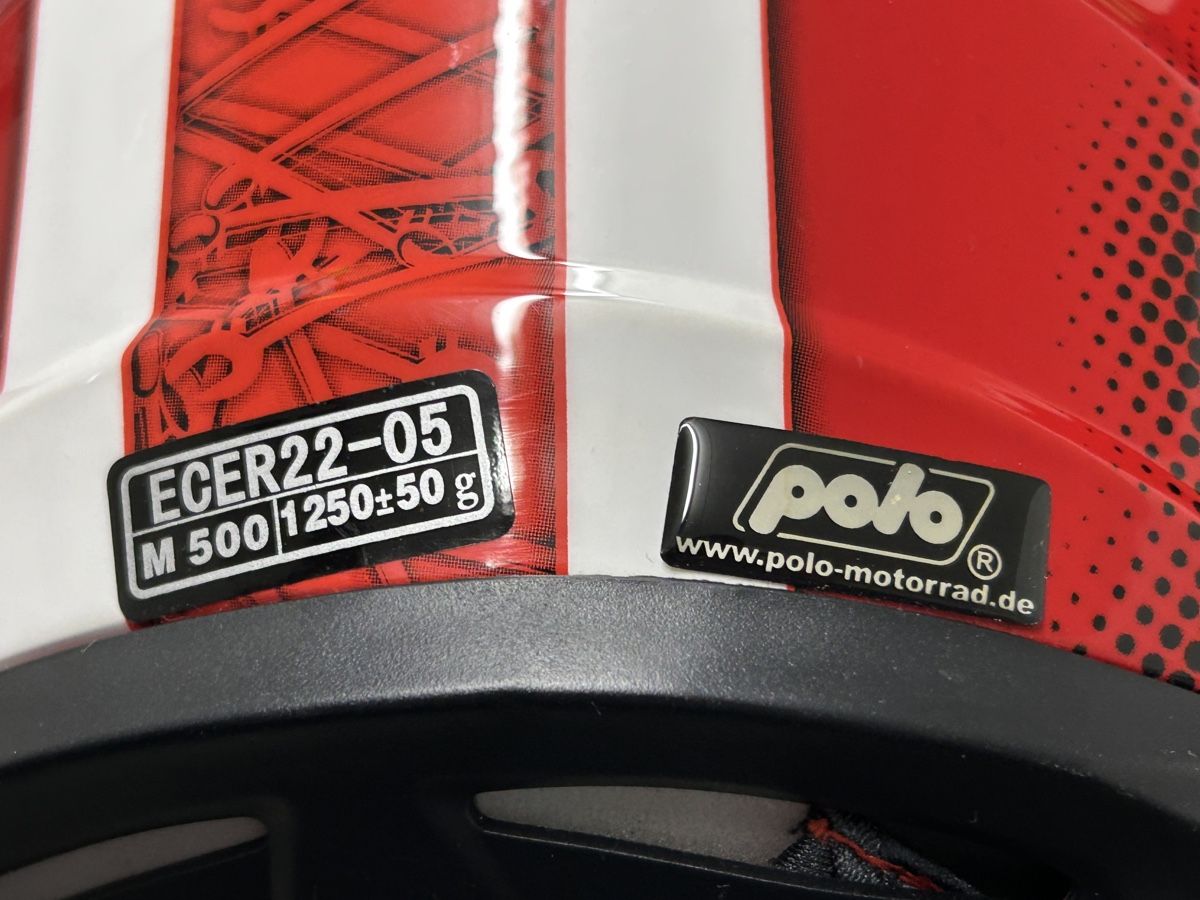 ECER22-05
M 500 1250±50 g
polo ®
www.polo-motorrad.de